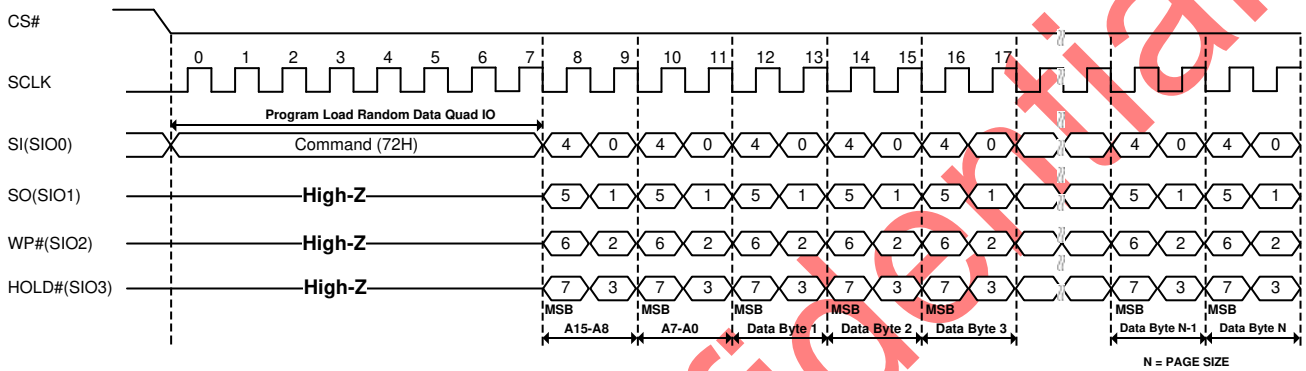 CS#
0 1 2 3 4 5 6 7 8 9 10 11 12 13 14 15 16 17
SCLK
Program Load Random Data Quad IO
SI(SIO0) Command (72H) 4 0 4 0 4 0 4 0 4 0 4 0 4 0
SO(SIO1) High-Z 5 1 5 1 5 1 5 1 5 1 5 1 5 1
WP#(SIO2) High-Z 6 2 6 2 6 2 6 2 6 2 6 2 6 2
HOLD#(SIO3) High-Z 7 3 7 3 7 3 7 3 7 3 7 3 7 3
MSB MSB MSB MSB MSB MSB MSB
A15-A8 A7-A0 Data Byte 1 Data Byte 2 Data Byte 3 Data Byte N-1 Data Byte N
N = PAGE SIZE